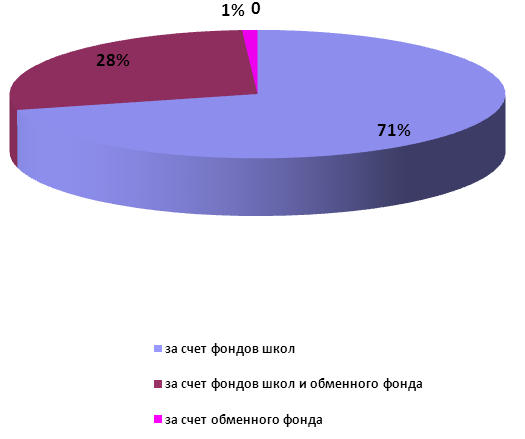 1% 0
28%
71%
за счет фондов школ
за счет фондов школ и обменного фонда
за счет обменного фонда